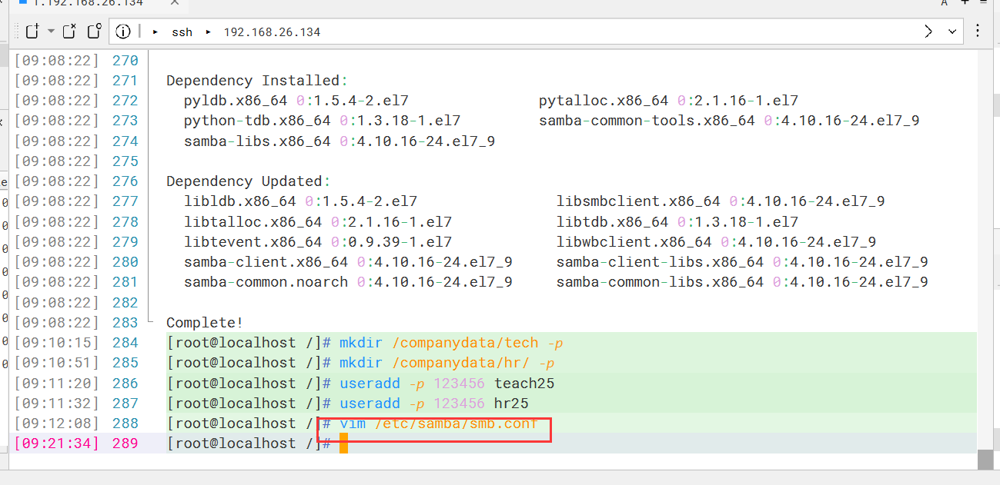 1.192.168.26.134
ssh 192.168.26.134
[09:08:22] 270
[09:08:22] 271 Dependency Installed:
[09:08:22] 272 pyldb.x86_64 0:1.5.4-2.el7 pytalloc.x86_64 0:2.1.16-1.el7
[09:08:22] 273 python-tdb.x86_64 0:1.3.18-1.el7 samba-common-tools.x86_64 0:4.10.16-24.el7_9
[09:08:22] 274 samba-libs.x86_64 0:4.10.16-24.el7_9
[09:08:22] 275
[09:08:22] 276 Dependency Updated:
[09:08:22] 277 libldb.x86_64 0:1.5.4-2.el7 libsmbclient.x86_64 0:4.10.16-24.el7_9
[09:08:22] 278 libtalloc.x86_64 0:2.1.16-1.el7 libtdb.x86_64 0:1.3.18-1.el7
[09:08:22] 279 libtevent.x86_64 0:0.9.39-1.el7 libwbclient.x86_64 0:4.10.16-24.el7_9
[09:08:22] 280 samba-client.x86_64 0:4.10.16-24.el7_9 samba-client-libs.x86_64 0:4.10.16-24.el7_9
[09:08:22] 281 samba-common.noarch 0:4.10.16-24.el7_9 samba-common-libs.x86_64 0:4.10.16-24.el7_9
[09:08:22] 282
[09:08:22] 283 Complete!
[09:10:15] 284 [root@localhost /]# mkdir /companydata/tech -p
[09:10:51] 285 [root@localhost /]# mkdir /companydata/hr/ -p
[09:11:20] 286 [root@localhost /]# useradd -p 123456 teach25
[09:11:32] 287 [root@localhost /]# useradd -p 123456 hr25
[09:12:08] 288 [root@localhost /]# vim /etc/samba/smb.conf
[09:21:34] 289 [root@localhost /]#